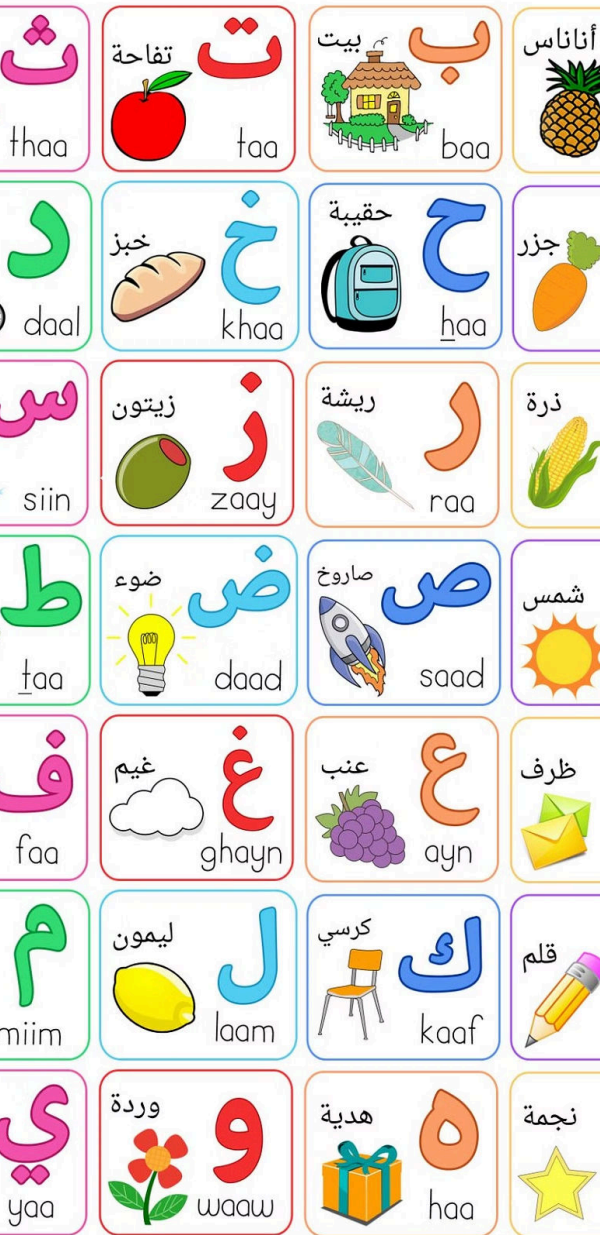 أناناس
ب
بيت
baa
ت
تفاحة
taa
ث
thaa
جزر
ح
حقيبة
haa
خ
خبز
khaa
د
daal
ذرة
ر
ريشة
raa
ز
زيتون
zaay
س
siin
شمس
ص
صاروخ
saad
ض
ضوء
daad
ط
taa
ظرف
ع
عنب
ayn
غ
غيم
ghayn
ف
faa
قلم
ك
كرسي
kaaf
ل
ليمون
laam
م
miim
نجمة
ه
هدية
haa
و
وردة
waaw
ي
yaa